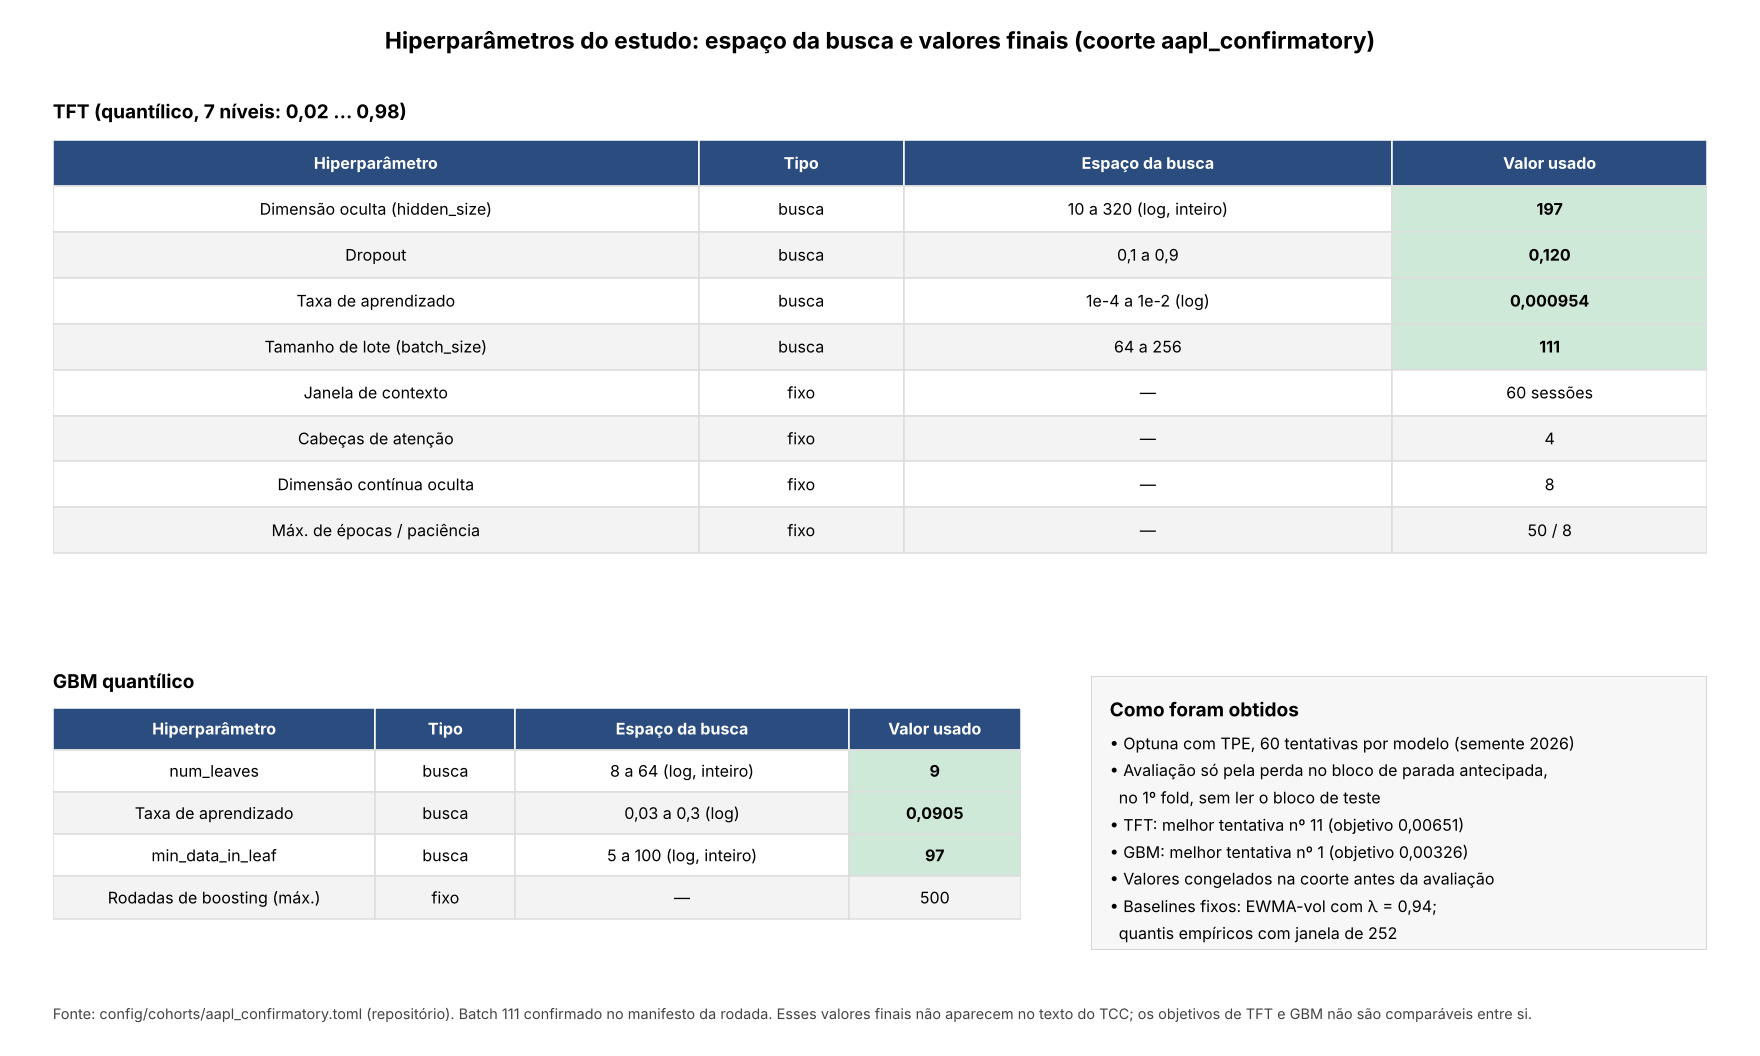 Hiperparâmetros do estudo: espaço da busca e valores finais (coorte aapl_confirmatory)
TFT (quantílico, 7 níveis: 0,02 … 0,98)
Hiperparâmetro Tipo Espaço da busca Valor usado
Dimensão oculta (hidden_size) busca 10 a 320 (log, inteiro) 197
Dropout busca 0,1 a 0,9 0,120
Taxa de aprendizado busca 1e-4 a 1e-2 (log) 0,000954
Tamanho de lote (batch_size) busca 64 a 256 111
Janela de contexto fixo — 60 sessões
Cabeças de atenção fixo — 4
Dimensão contínua oculta fixo — 8
Máx. de épocas / paciência fixo — 50 / 8
GBM quantílico
Hiperparâmetro Tipo Espaço da busca Valor usado
num_leaves busca 8 a 64 (log, inteiro) 9
Taxa de aprendizado busca 0,03 a 0,3 (log) 0,0905
min_data_in_leaf busca 5 a 100 (log, inteiro) 97
Rodadas de boosting (máx.) fixo — 500
Como foram obtidos
• Optuna com TPE, 60 tentativas por modelo (semente 2026)
• Avaliação só pela perda no bloco de parada antecipada,
no 1º fold, sem ler o bloco de teste
• TFT: melhor tentativa nº 11 (objetivo 0,00651)
• GBM: melhor tentativa nº 1 (objetivo 0,00326)
• Valores congelados na coorte antes da avaliação
• Baselines fixos: EWMA-vol com λ = 0,94;
quantis empíricos com janela de 252
Fonte: config/cohorts/aapl_confirmatory.toml (repositório). Batch 111 confirmado no manifesto da rodada. Esses valores finais não aparecem no texto do TCC; os objetivos de TFT e GBM não são comparáveis entre si.